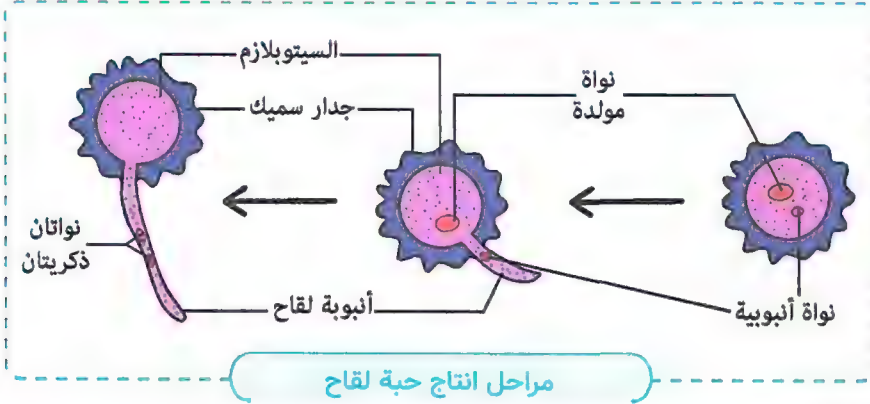 السيتوبلازم
نواة
مولدة
جدار سميك
نواتان
ذكريتان
أنبوبة لقاح
نواة أنبوبية
مراحل انتاج حبة لقاح